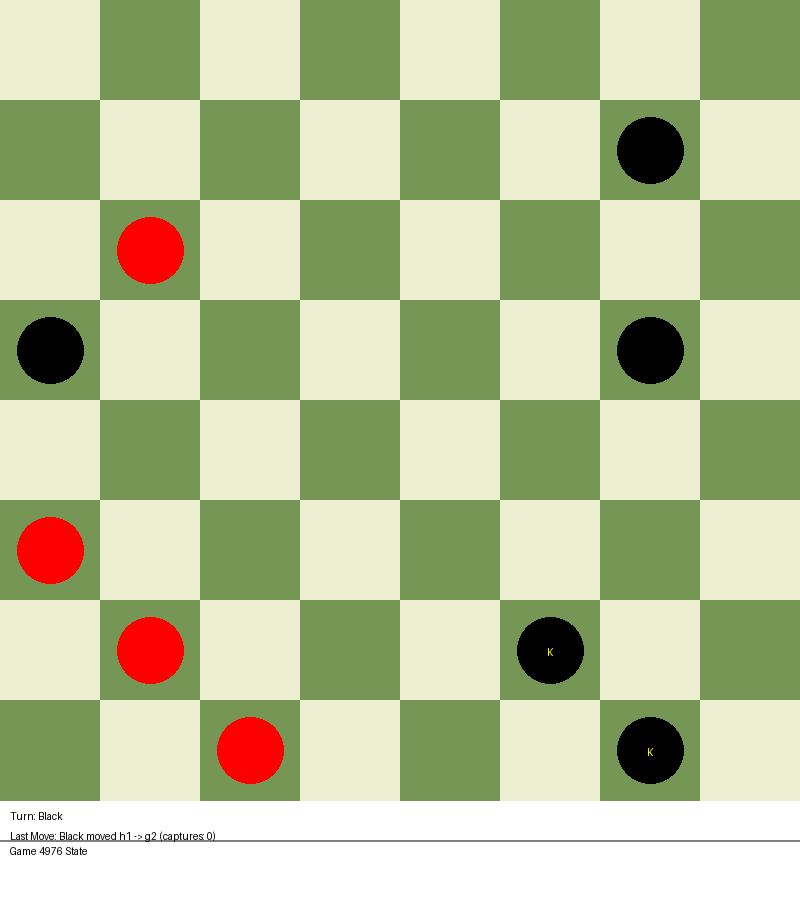 K
K
Turn: Black
Last Move: Black moved h1 -> g2 (captures: 0)
Game 4976 State